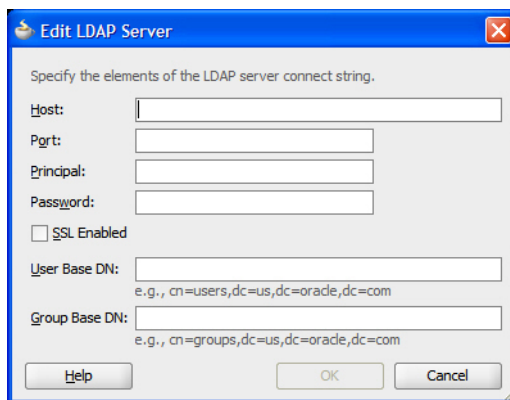 Edit LDAP Server
Specify the elements of the LDAP server connect string.
Host:
Port:
Principal:
Password:
SSL Enabled
User Base DN:
e.g., cn=users,dc=us,dc=oracle,dc=com
Group Base DN:
e.g., cn=groups,dc=us,dc=oracle,dc=com
Help OK Cancel